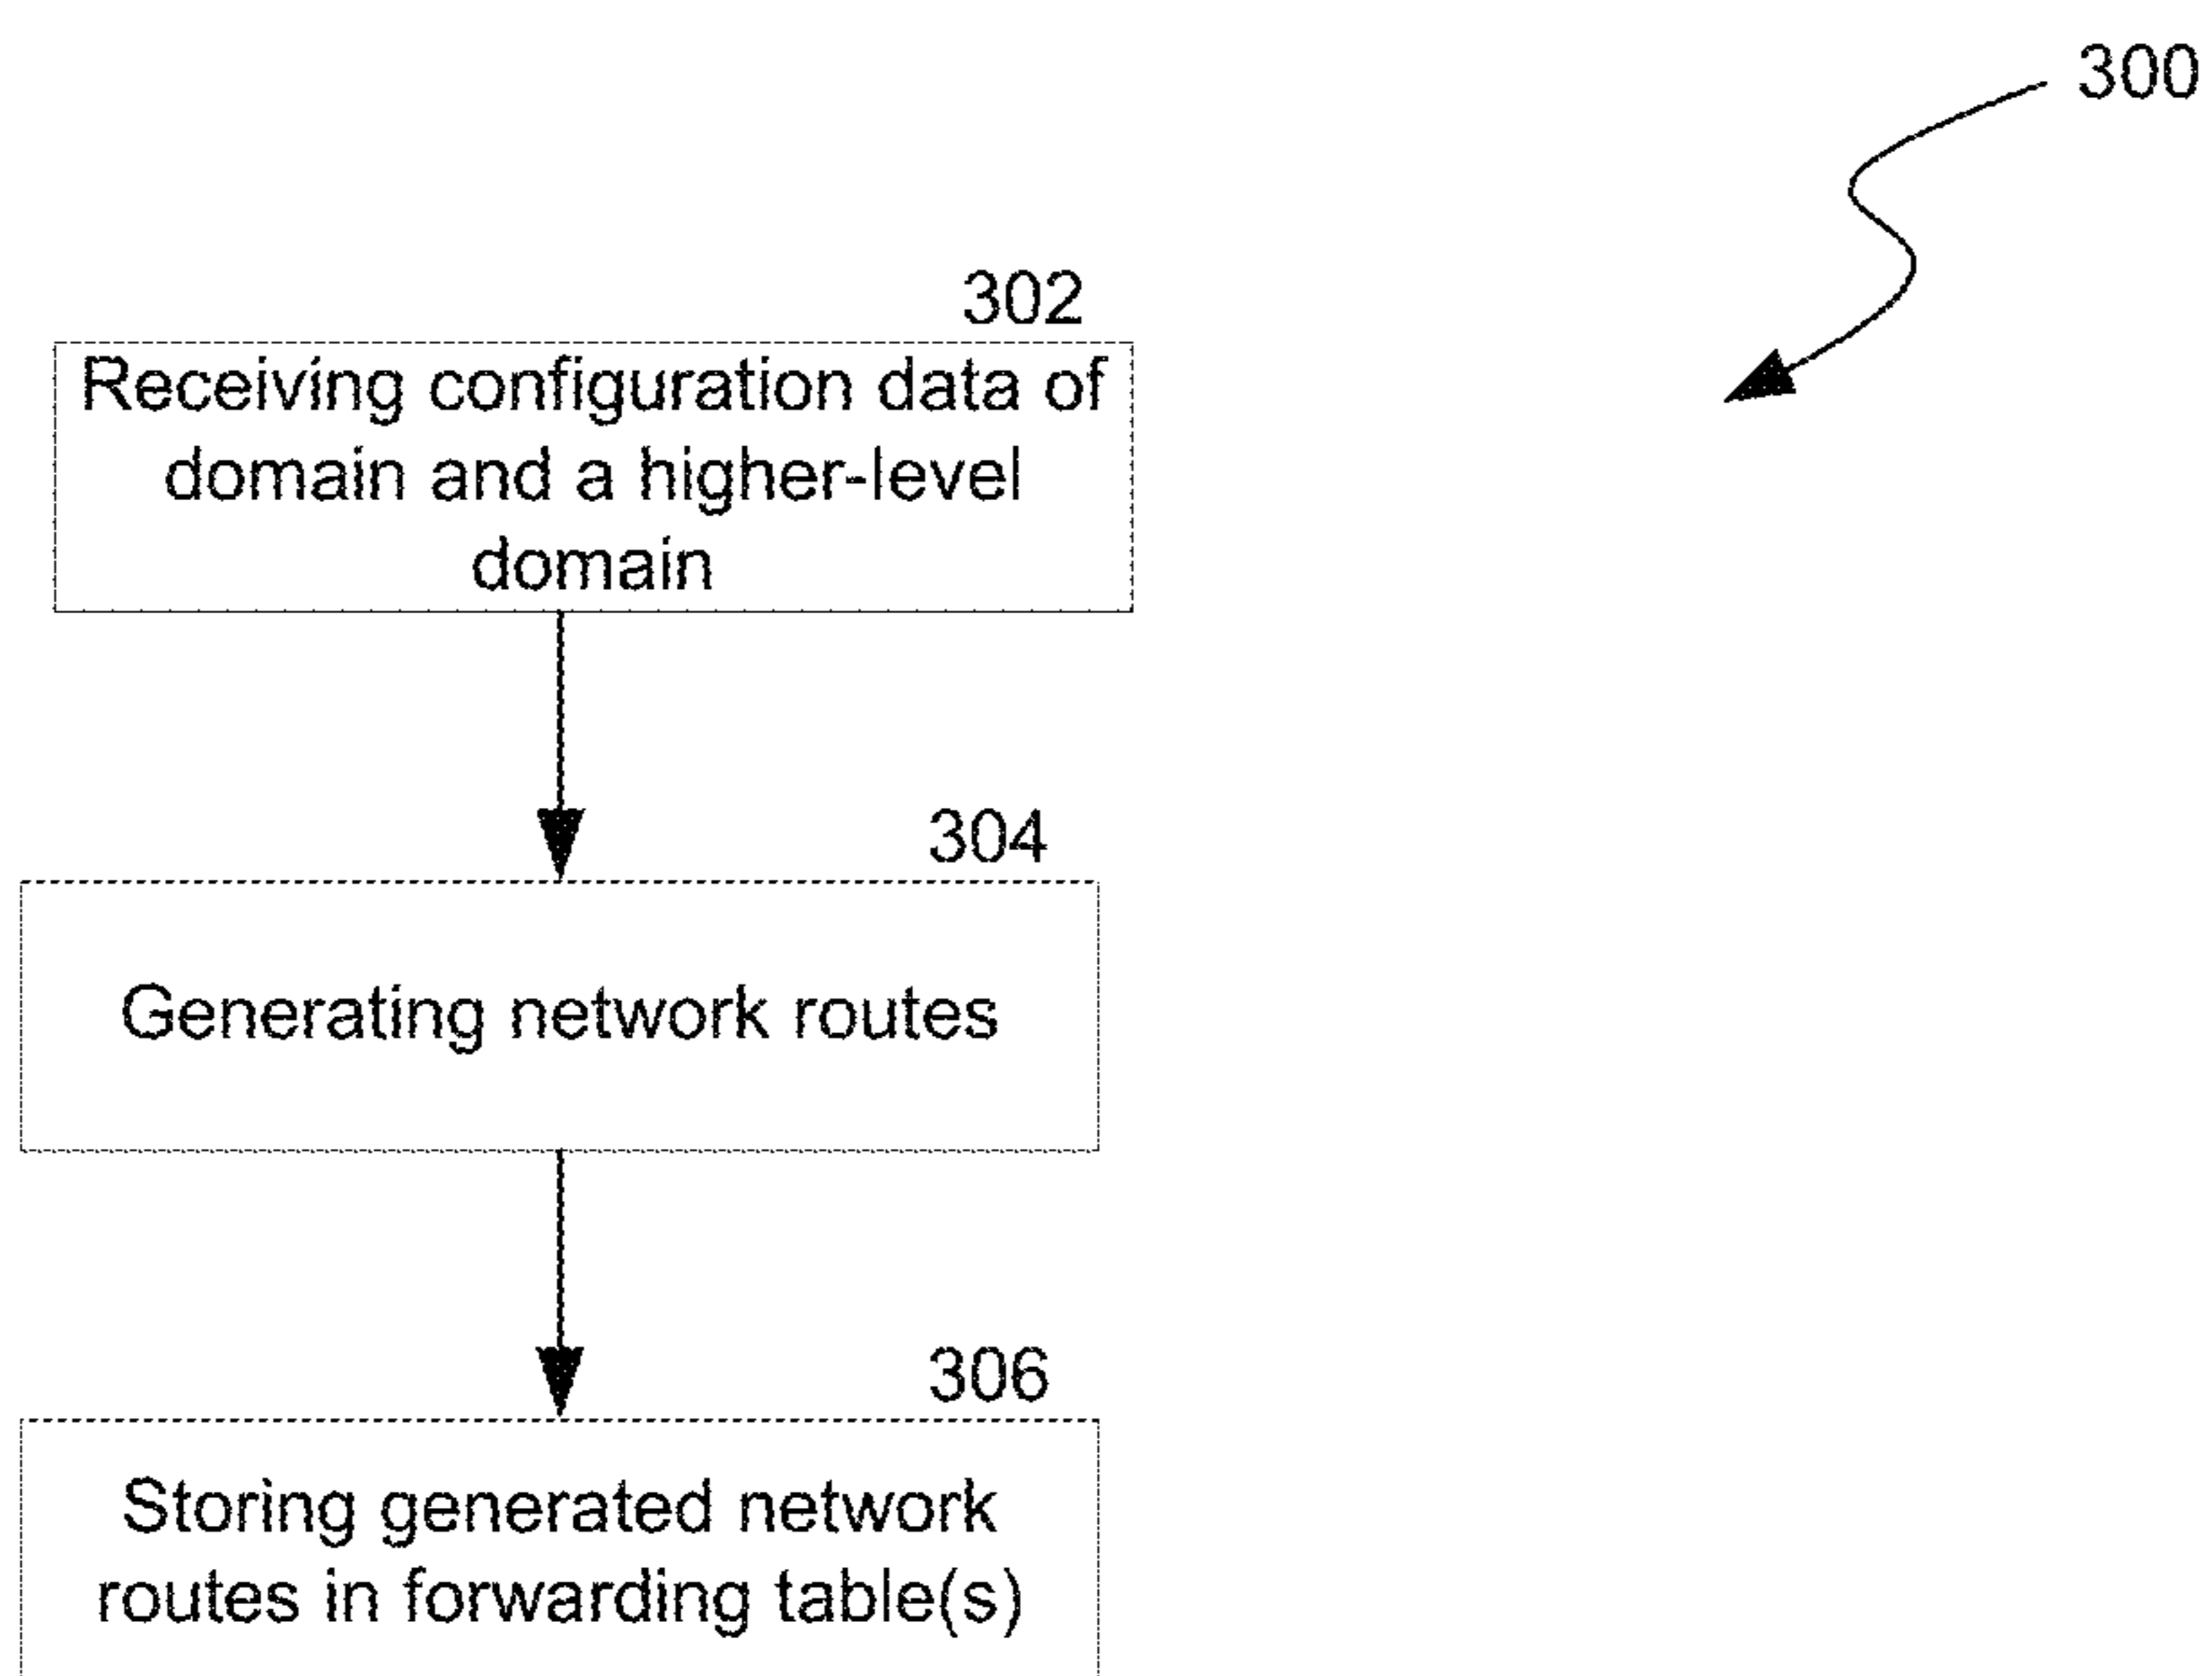 300
302
Receiving configuration data of
domain and a higher-level
domain
304
Generating network routes
306
Storing generated network
routes in forwarding table(s)